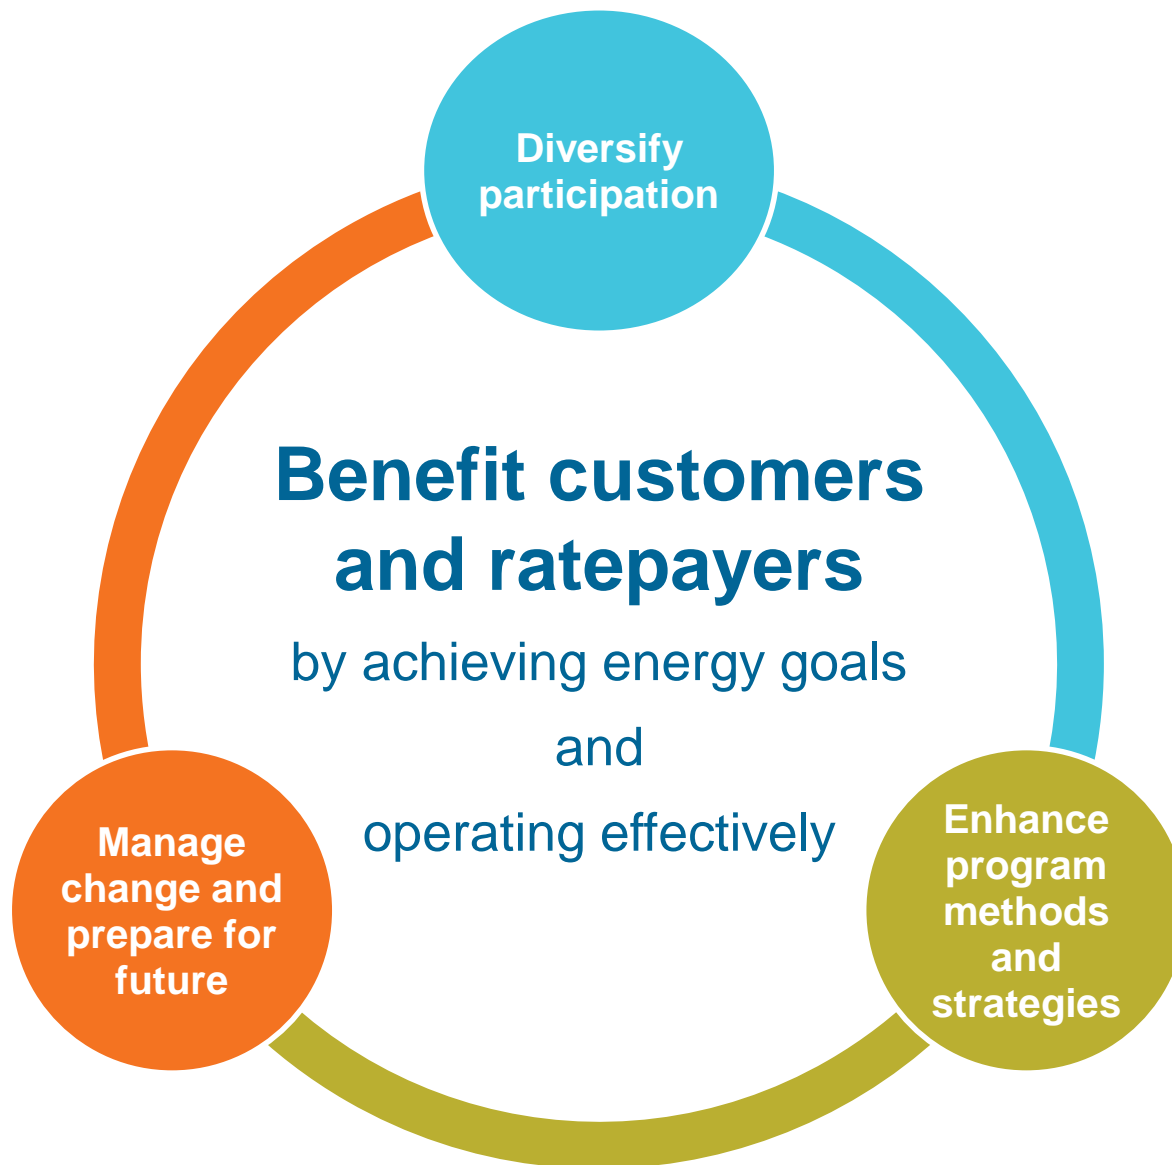 Diversify
participation
Benefit customers
and ratepayers
by achieving energy goals
and
operating effectively
Enhance
program
methods
and
strategies
Manage
change and
prepare for
future